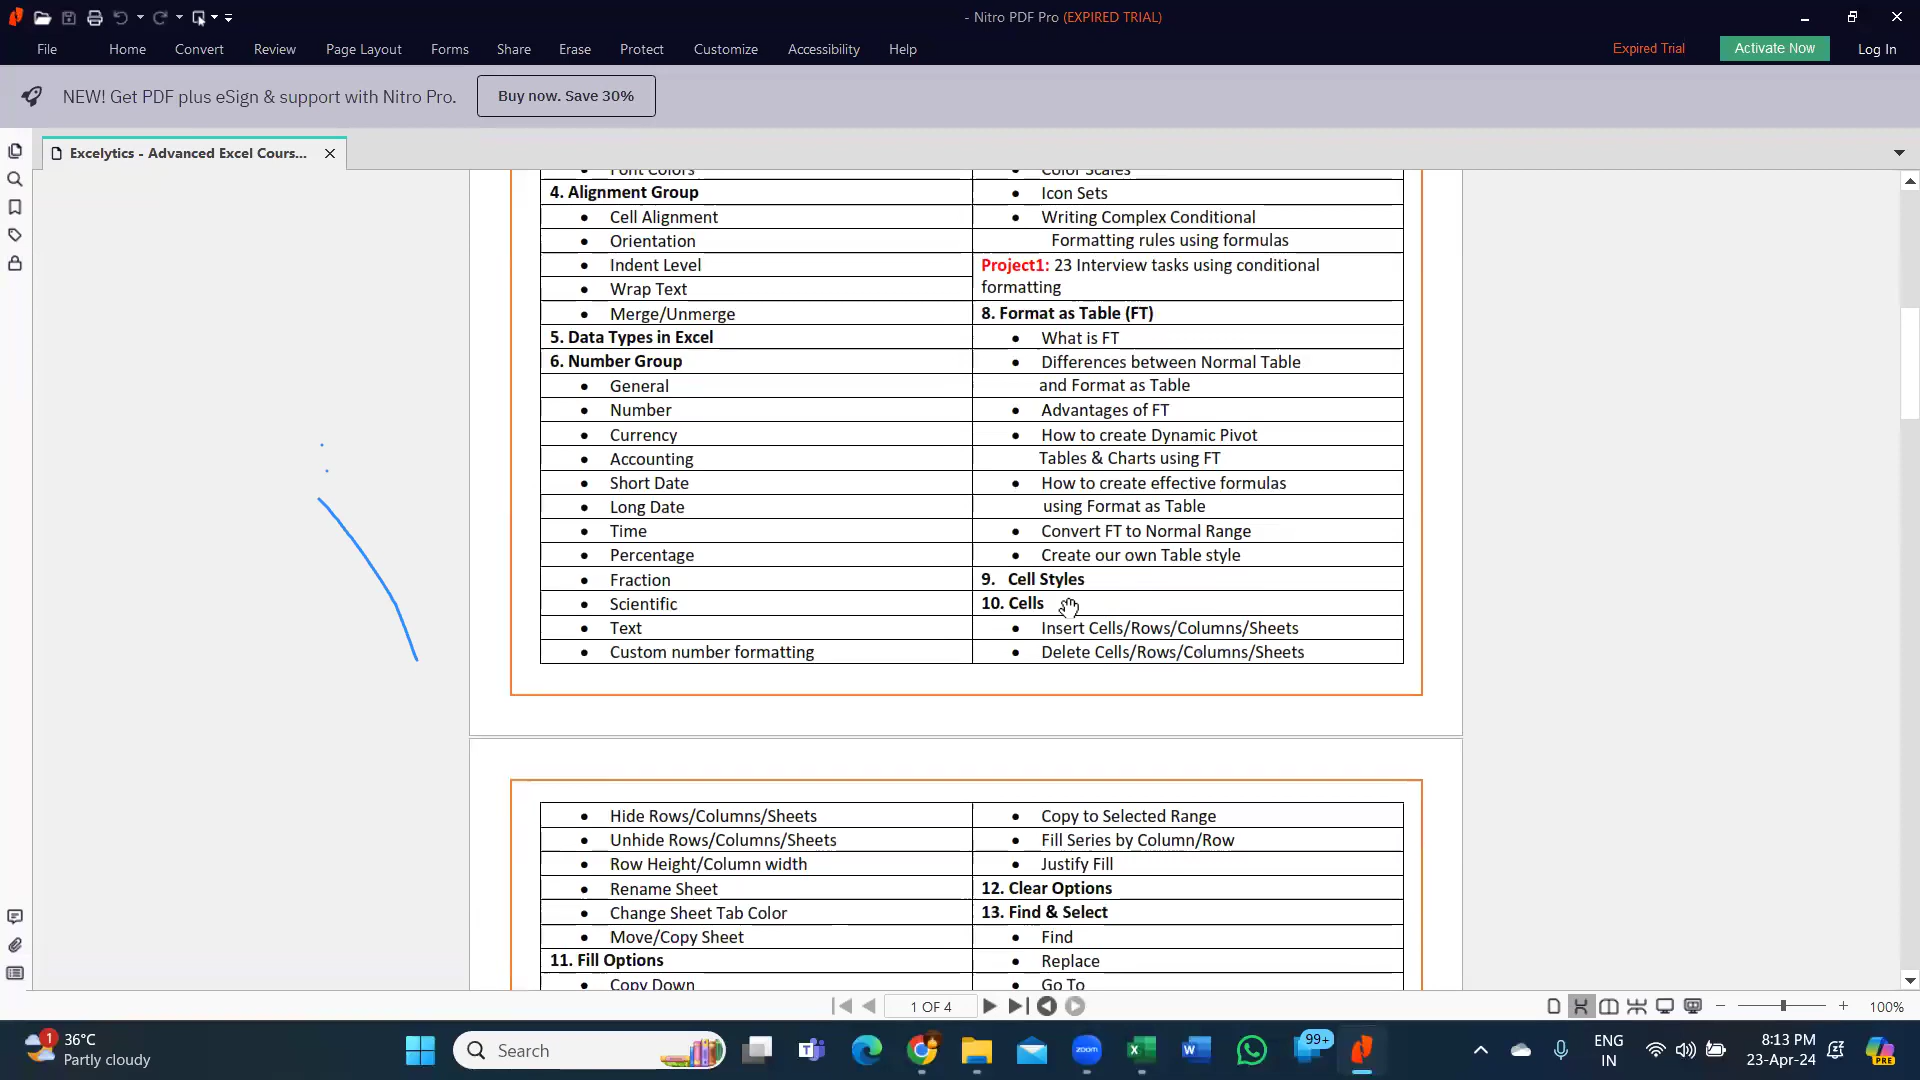 - Nitro PDF Pro (EXPIRED TRIAL)
File Home Convert Review Page Layout Forms Share Erase Protect Customize Accessibility Help Expired Trial Activate Now Log In
NEW! Get PDF plus eSign & support with Nitro Pro. Buy now. Save 30%
Excelytics - Advanced Excel Cours...
Font Colors
4. Alignment Group
• Cell Alignment
• Orientation
• Indent Level
• Wrap Text
• Merge/Unmerge
5. Data Types in Excel
6. Number Group
• General
• Number
• Currency
• Accounting
• Short Date
• Long Date
• Time
• Percentage
• Fraction
• Scientific
• Text
• Custom number formatting
Color Scales
• Icon Sets
• Writing Complex Conditional
Formatting rules using formulas
Project1: 23 Interview tasks using conditional
formatting
8. Format as Table (FT)
• What is FT
• Differences between Normal Table
and Format as Table
• Advantages of FT
• How to create Dynamic Pivot
Tables & Charts using FT
• How to create effective formulas
using Format as Table
• Convert FT to Normal Range
• Create our own Table style
9. Cell Styles
10. Cells
• Insert Cells/Rows/Columns/Sheets
• Delete Cells/Rows/Columns/Sheets
• Hide Rows/Columns/Sheets
• Unhide Rows/Columns/Sheets
• Row Height/Column width
• Rename Sheet
• Change Sheet Tab Color
• Move/Copy Sheet
11. Fill Options
• Copy Down
• Copy to Selected Range
• Fill Series by Column/Row
• Justify Fill
12. Clear Options
13. Find & Select
• Find
• Replace
• Go To
1 OF 4
100%
1
36°C
Partly cloudy
Search
zoom
99+
ENG
IN
8:13 PM
23-Apr-24
PRE